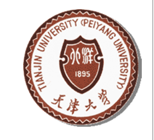 TIANJIN UNIVERSITY (PEIYANG UNIVERSITY)
北洋
1895
天津大学